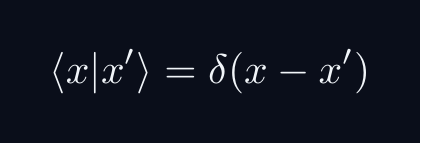 ⟨x|x′⟩ = δ(x − x′)